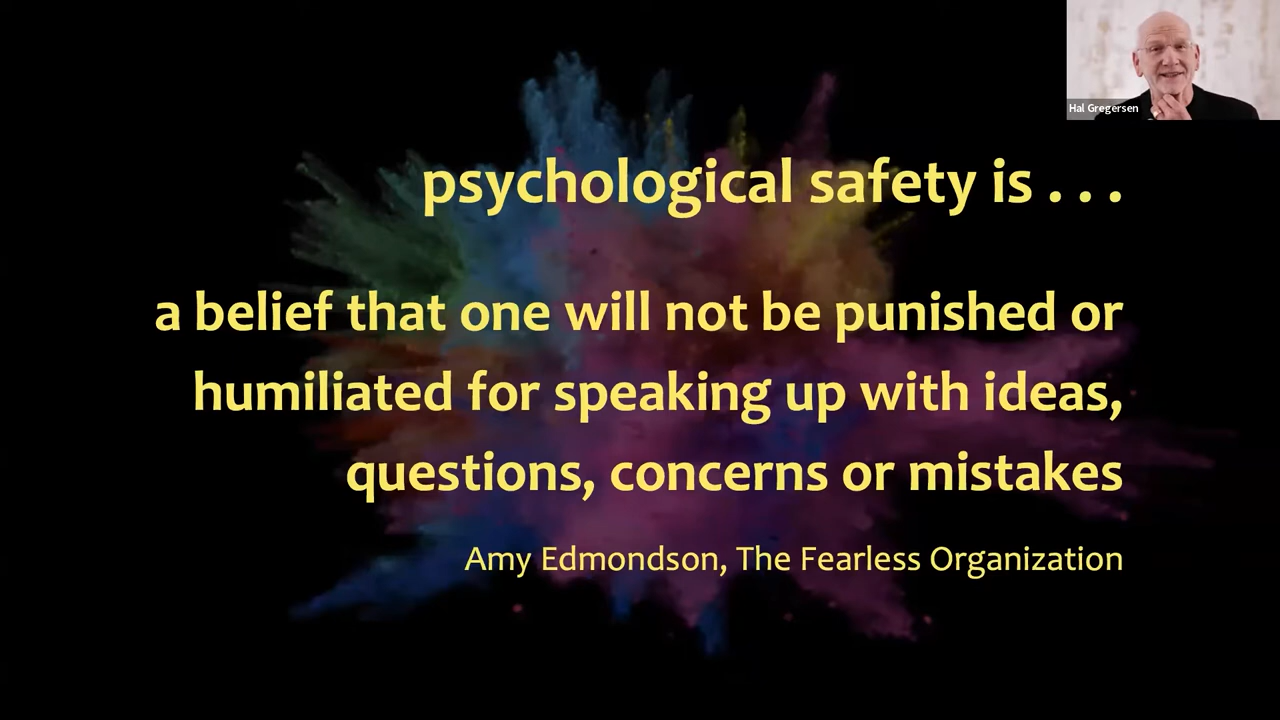 Hal Gregersen
psychological safety is . . .
a belief that one will not be punished or
humiliated for speaking up with ideas,
questions, concerns or mistakes
Amy Edmondson, The Fearless Organization